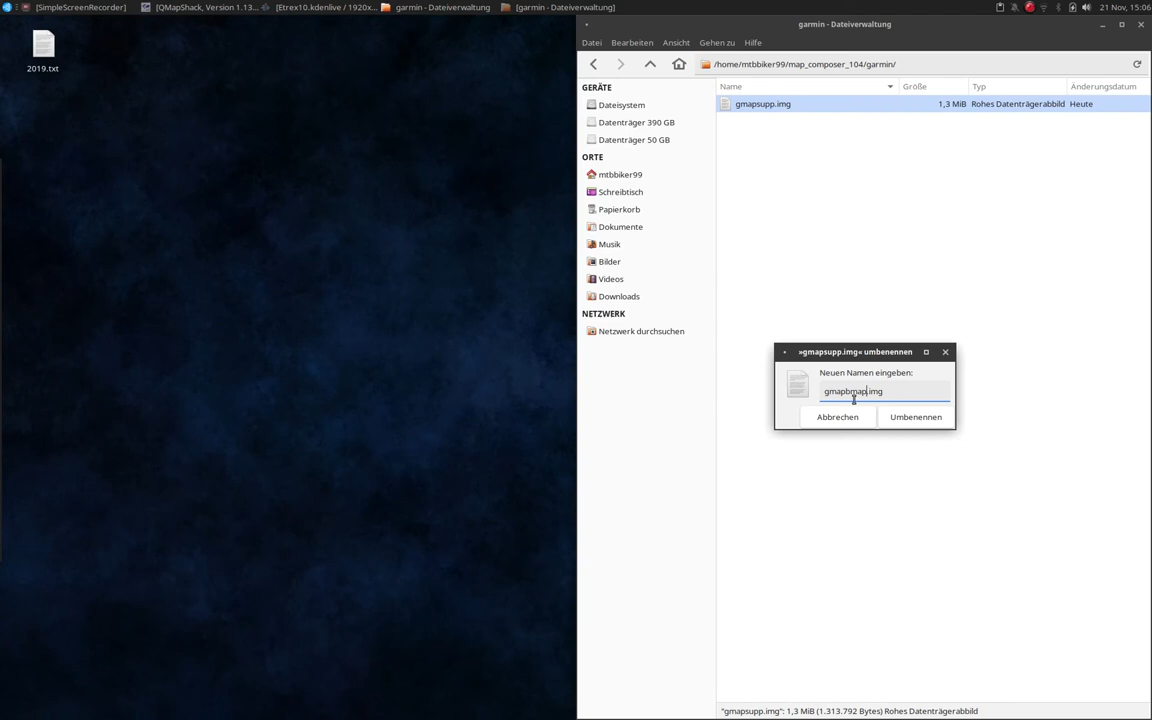 [SimpleScreenRecorder]
[QMapShack, Version 1.13...
[Etrex10.kdenlive / 1920x...
garmin - Dateiverwaltung
[garmin - Dateiverwaltung]
21 Nov, 15:06
2019.txt
garmin - Dateiverwaltung
Datei Bearbeiten Ansicht Gehen zu Hilfe
/home/mtbbiker99/map_composer_104/garmin/
GERÄTE
Dateisystem
Datenträger 390 GB
Datenträger 50 GB
ORTE
mtbbiker99
Schreibtisch
Papierkorb
Dokumente
Musik
Bilder
Videos
Downloads
NETZWERK
Netzwerk durchsuchen
Name Größe Typ Änderungsdatum
gmapsupp.img 1,3 MiB Rohes Datenträgerabbild Heute
»gmapsupp.img« umbenennen
Neuen Namen eingeben:
gmapbmap.img
Abbrechen Umbenennen
"gmapsupp.img": 1,3 MiB (1.313.792 Bytes) Rohes Datenträgerabbild